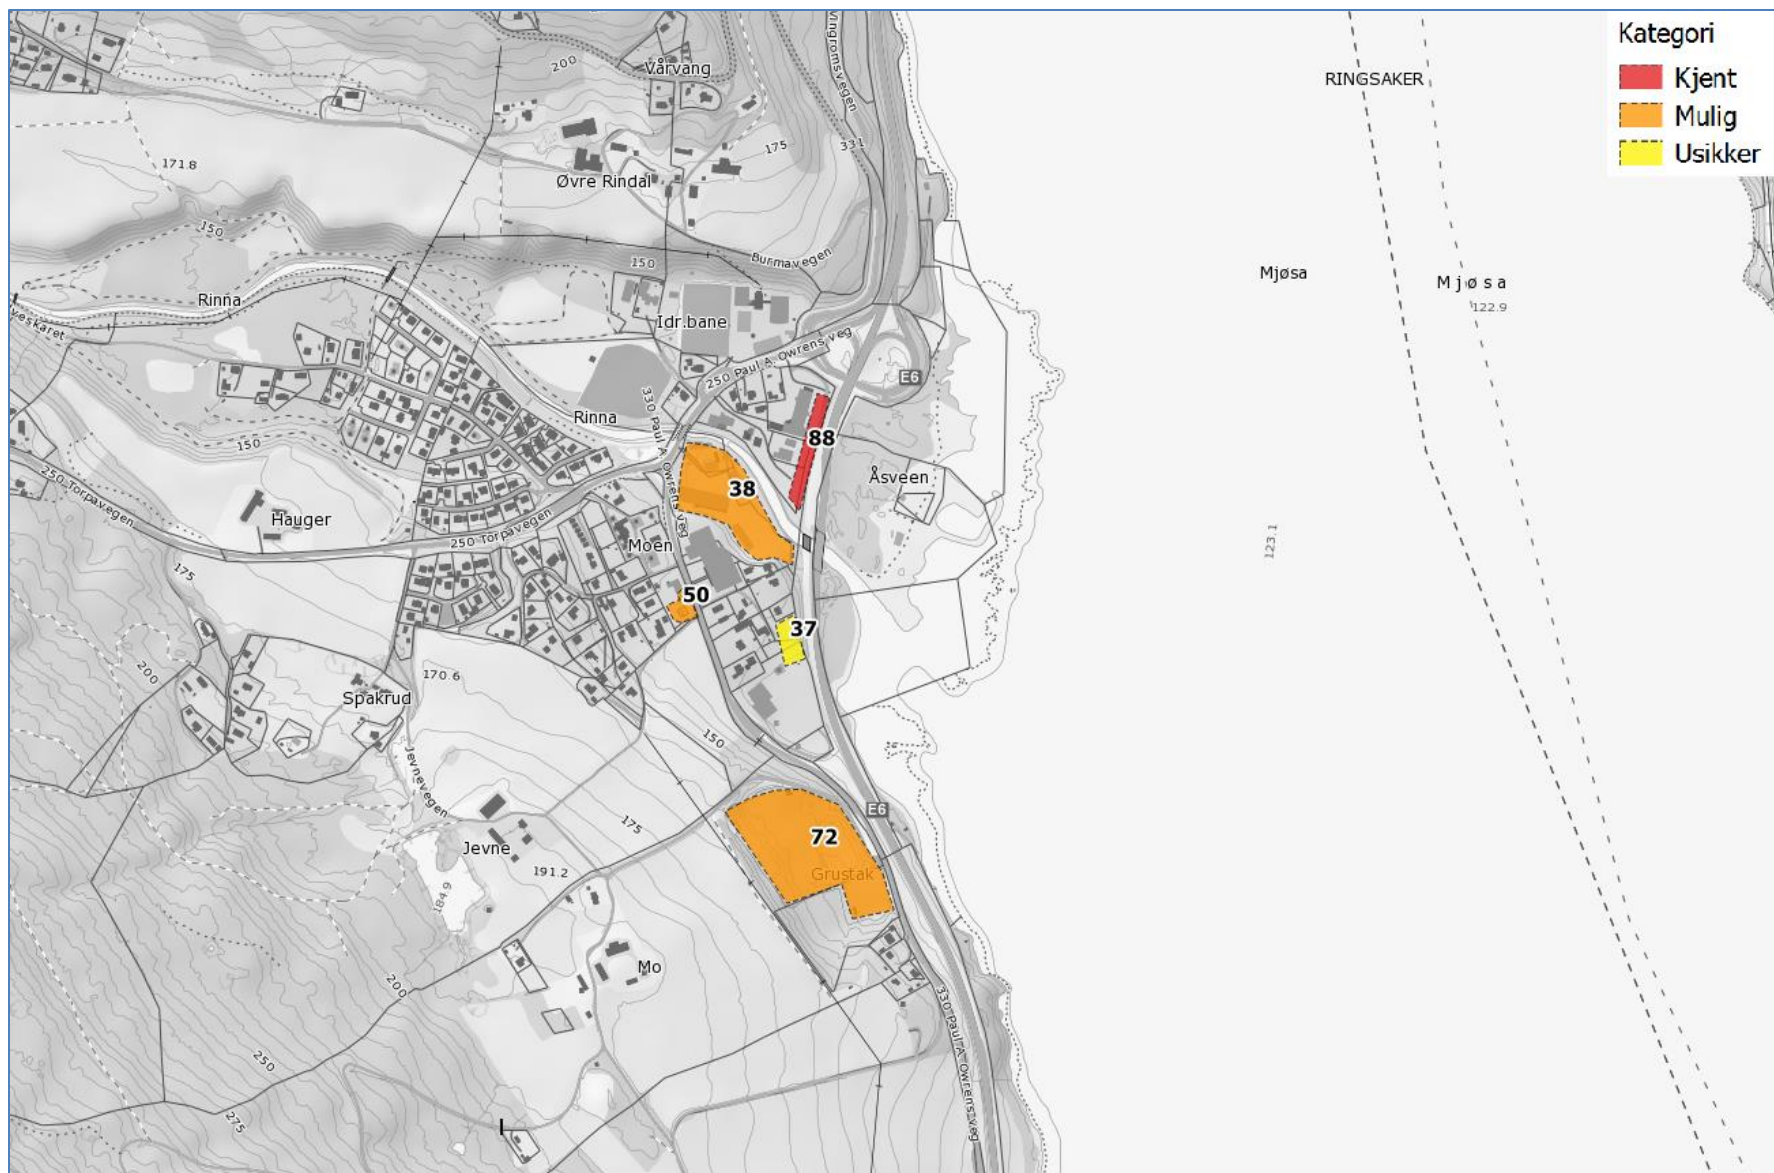 Kategori
Kjent
Mulig
Usikker
RINGSAKER
Vingromsvegen
200
Vårvang
171.8
Øvre Rindal
175
331
150
150
Burmavegen
Mjøsa
Mjøsa
122.9
Rinna
veskaret
Idr.bane
250 Paul A. Owrens veg
E6
330 Paul A. Owrens veg
Rinna
150
88
Åsveen
38
250 Torpavegen
Hauger
250 Torpavegen
Moen
123.1
175
50
37
200
170.6
Spakrud
150
Jevnevegen
E6
175
72
Jevne
191.2
Grustak
184.9
Mo
200
330 Paul A. Owrens veg
250
275